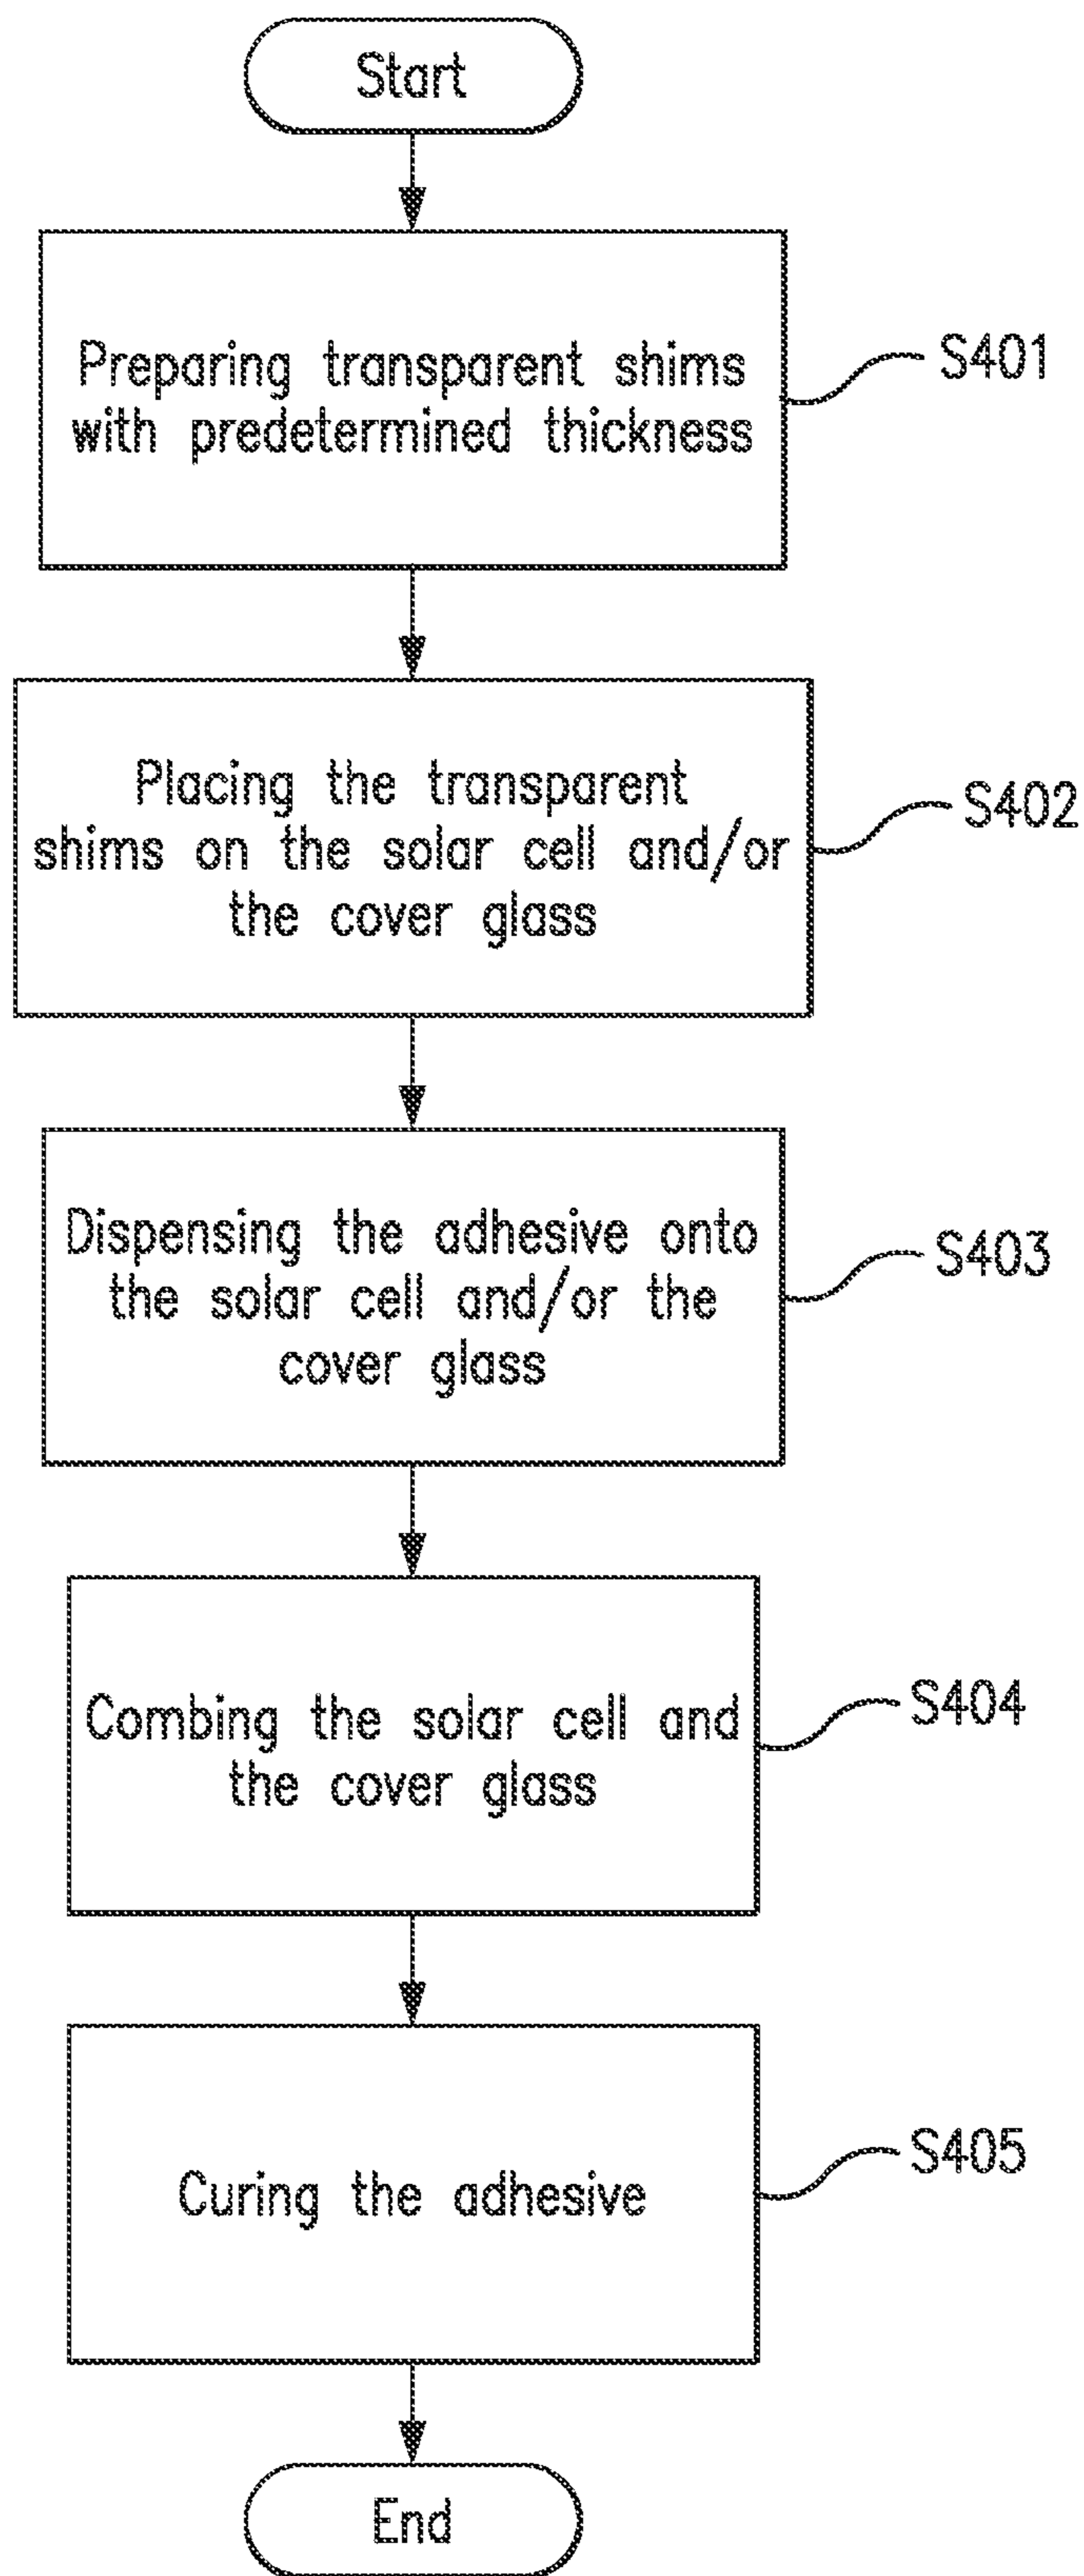 Start
Preparing transparent shims
with predetermined thickness
S401
Placing the transparent
shims on the solar cell and/or
the cover glass
S402
Dispensing the adhesive onto
the solar cell and/or the
cover glass
S403
Combing the solar cell and
the cover glass
S404
Curing the adhesive
S405
End